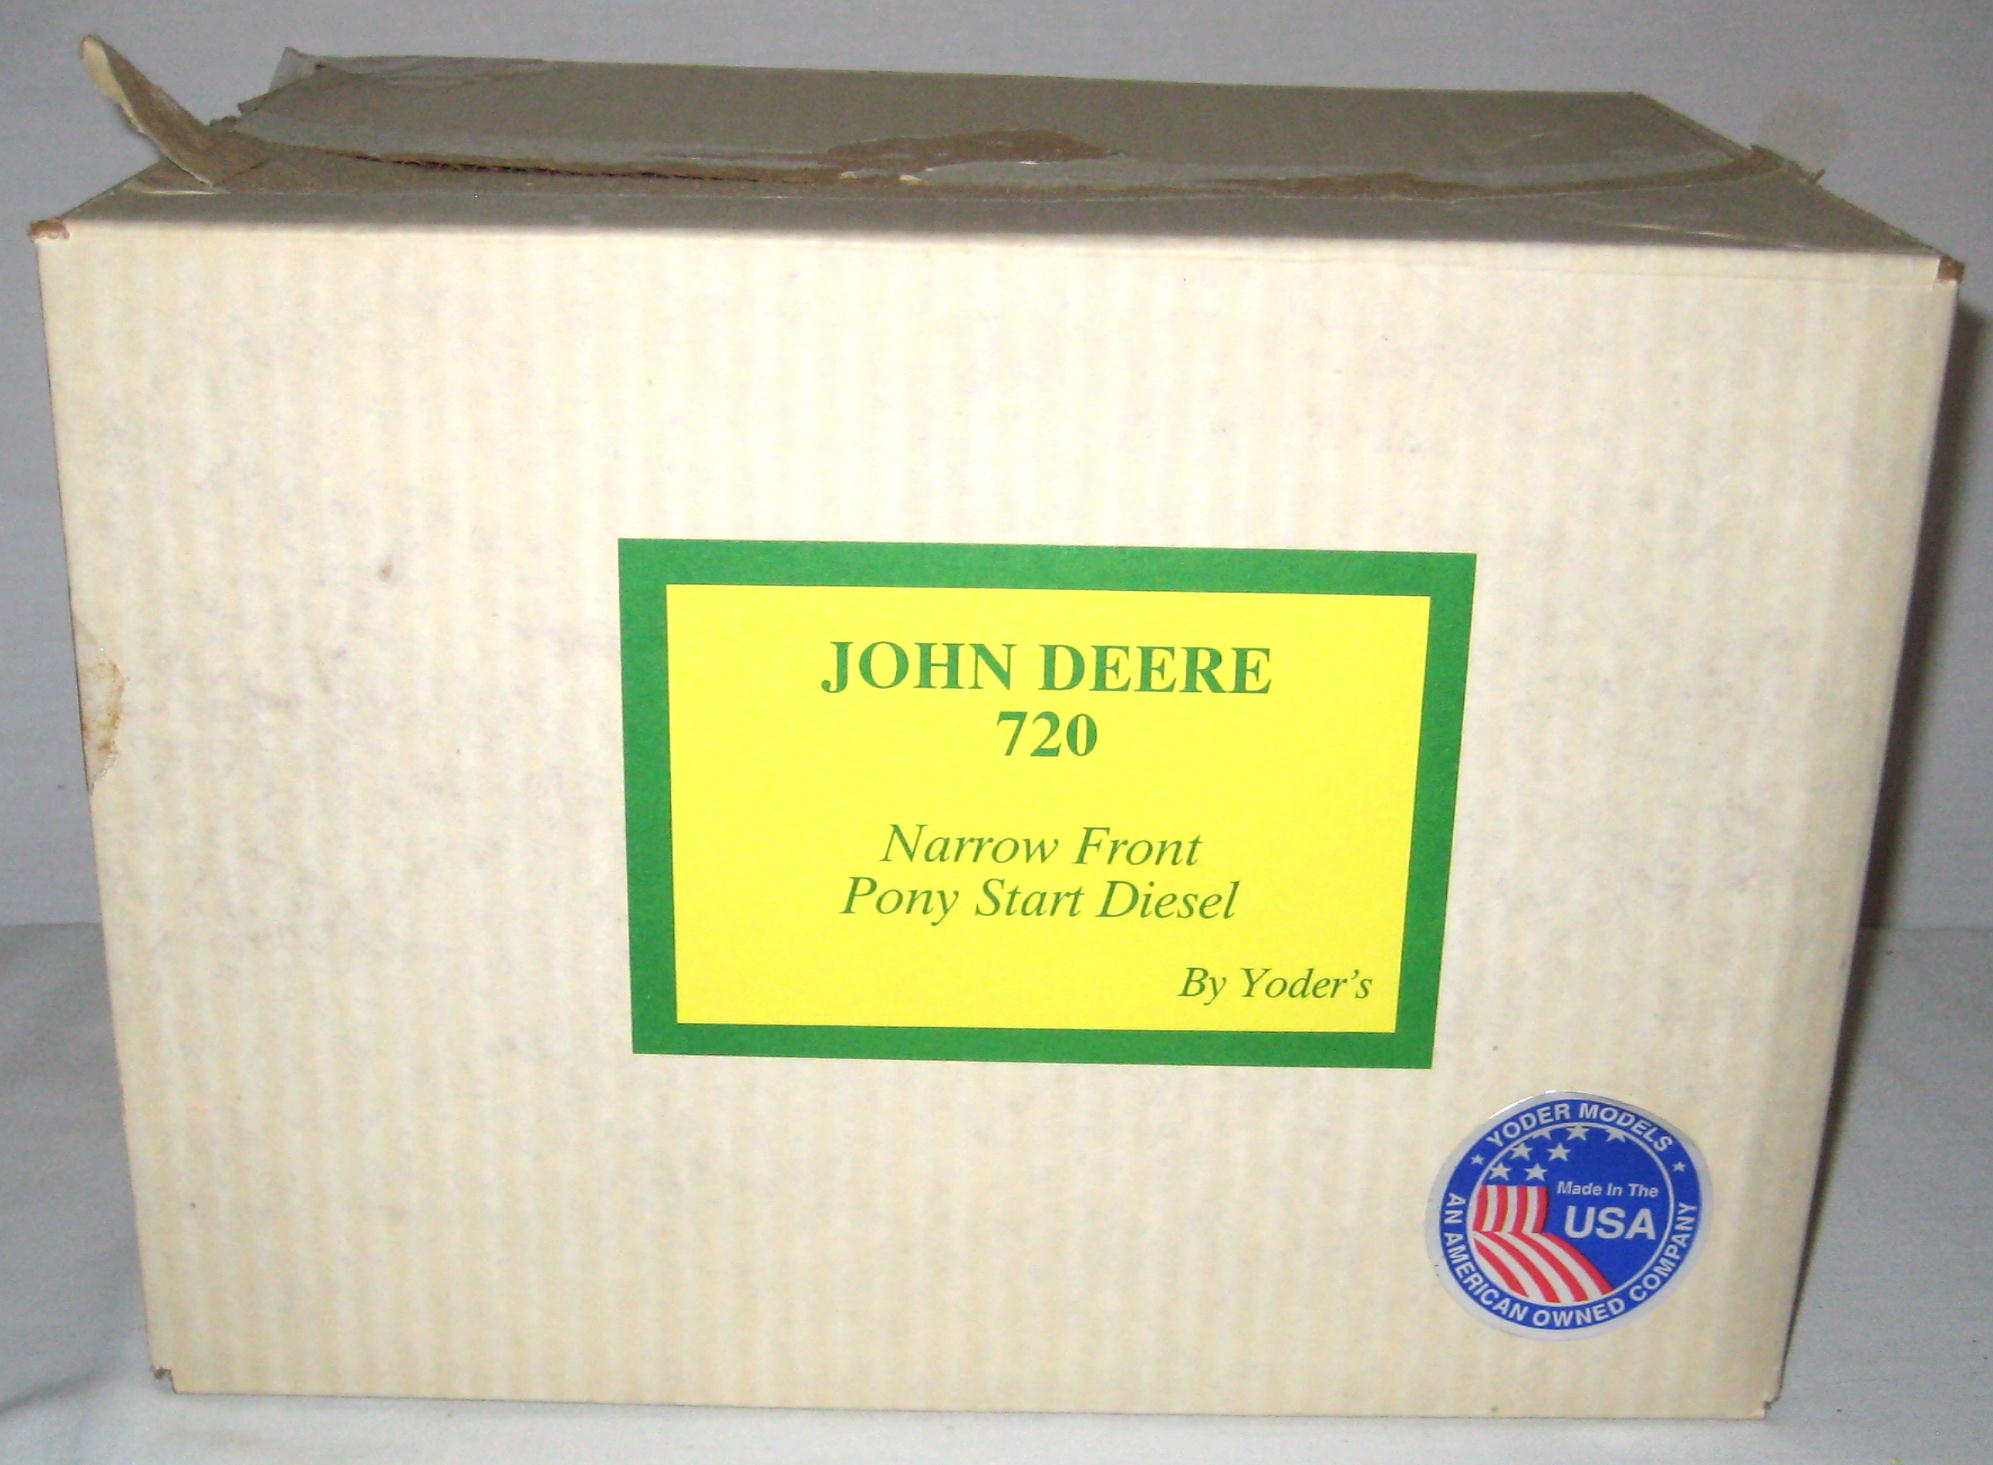 JOHN DEERE
720
Narrow Front
Pony Start Diesel
By Yoder's
YODER MODELS
Made In The
USA
AN AMERICAN OWNED COMPANY